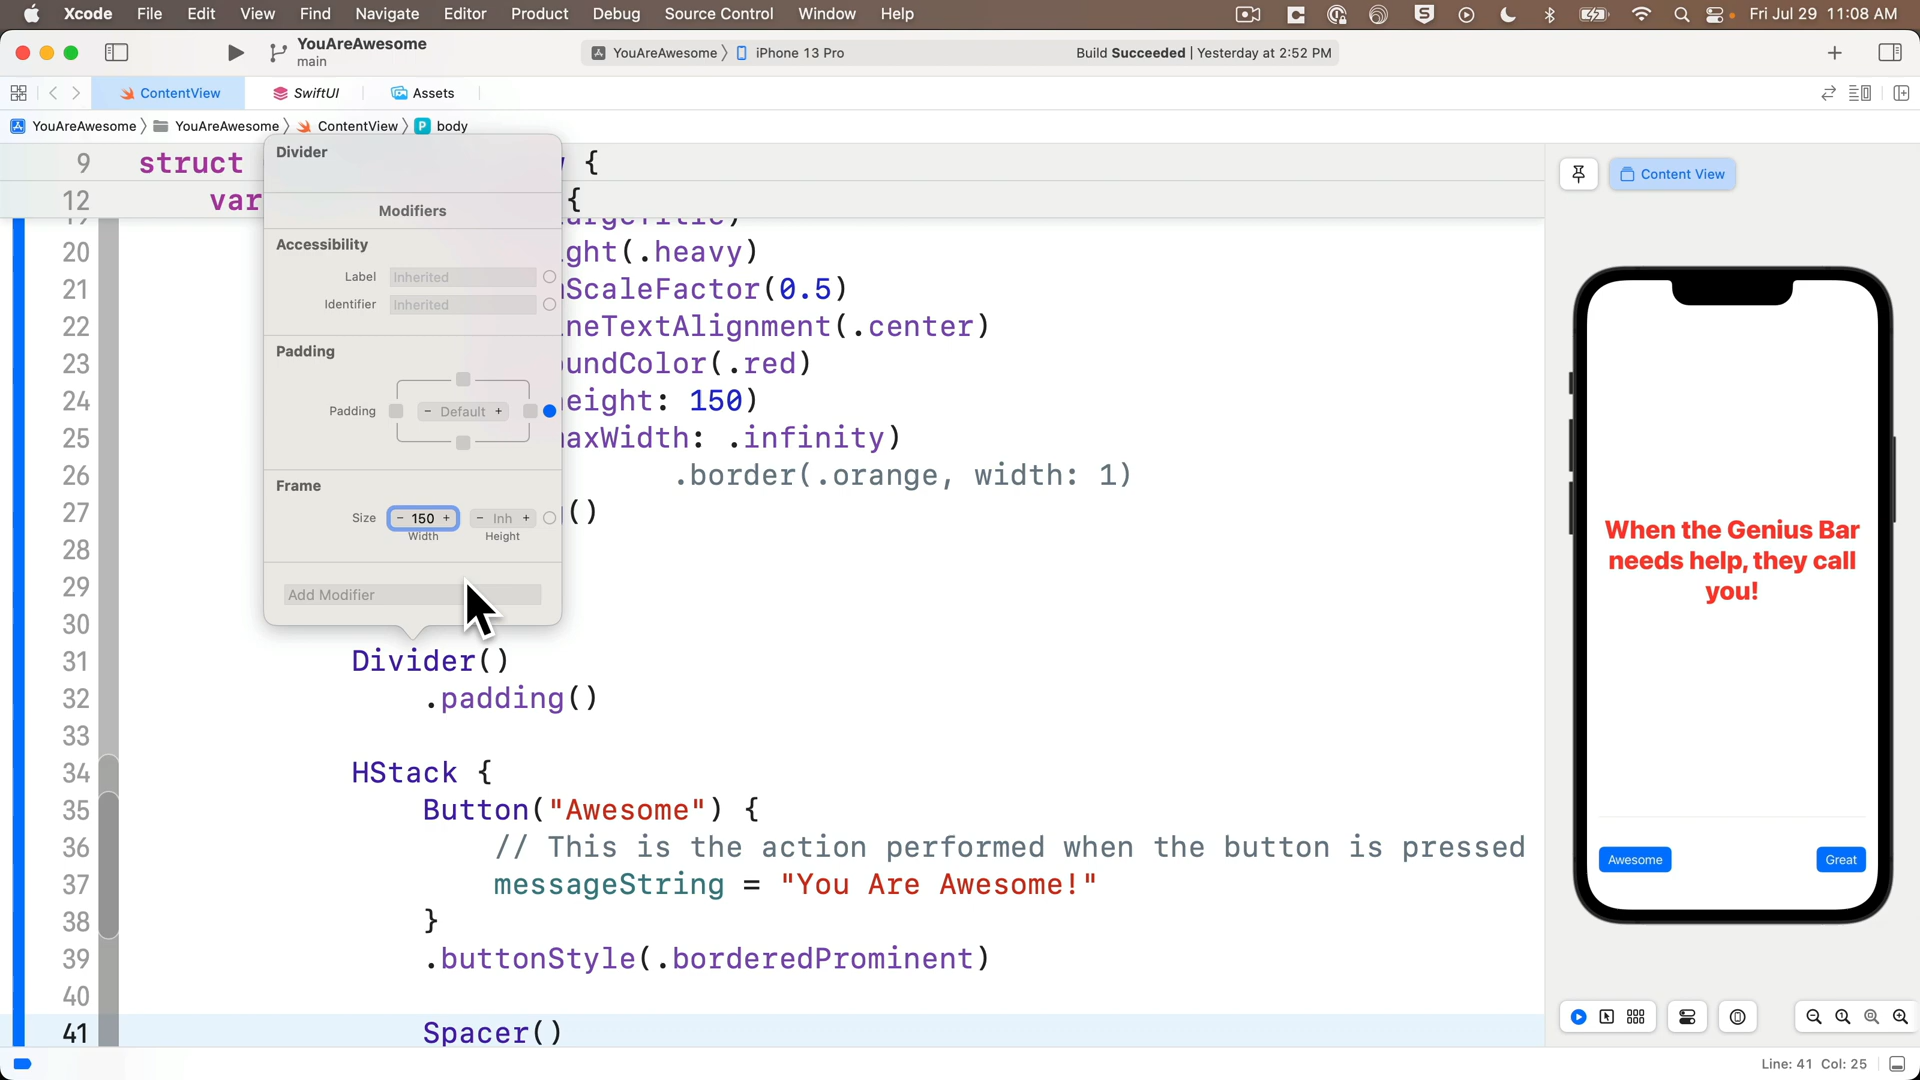 Xcode File Edit View Find Navigate Editor Product Debug Source Control Window Help Fri Jul 29 11:08 AM
YouAreAwesome
main
YouAreAwesome 〉 iPhone 13 Pro Build Succeeded | Yesterday at 2:52 PM
ContentView SwiftUI Assets
YouAreAwesome 〉 YouAreAwesome 〉 ContentView 〉 P body
Divider
Modifiers
Accessibility
Label Inherited
Identifier Inherited
Padding
Padding - Default +
Frame
Size - 150 + - Inh +
Width Height
Add Modifier
9 struct {
12 var {
20 ght(.heavy)
21 ScaleFactor(0.5)
22 neTextAlignment(.center)
23 undColor(.red)
24 eight: 150)
25 axWidth: .infinity)
26 .border(.orange, width: 1)
27 ()
28
29
30
31 Divider()
32 .padding()
33
34 HStack {
35 Button("Awesome") {
36 // This is the action performed when the button is pressed
37 messageString = "You Are Awesome!"
38 }
39 .buttonStyle(.borderedProminent)
40
41 Spacer()
Content View
When the Genius Bar
needs help, they call
you!
Awesome Great
Line: 41 Col: 25